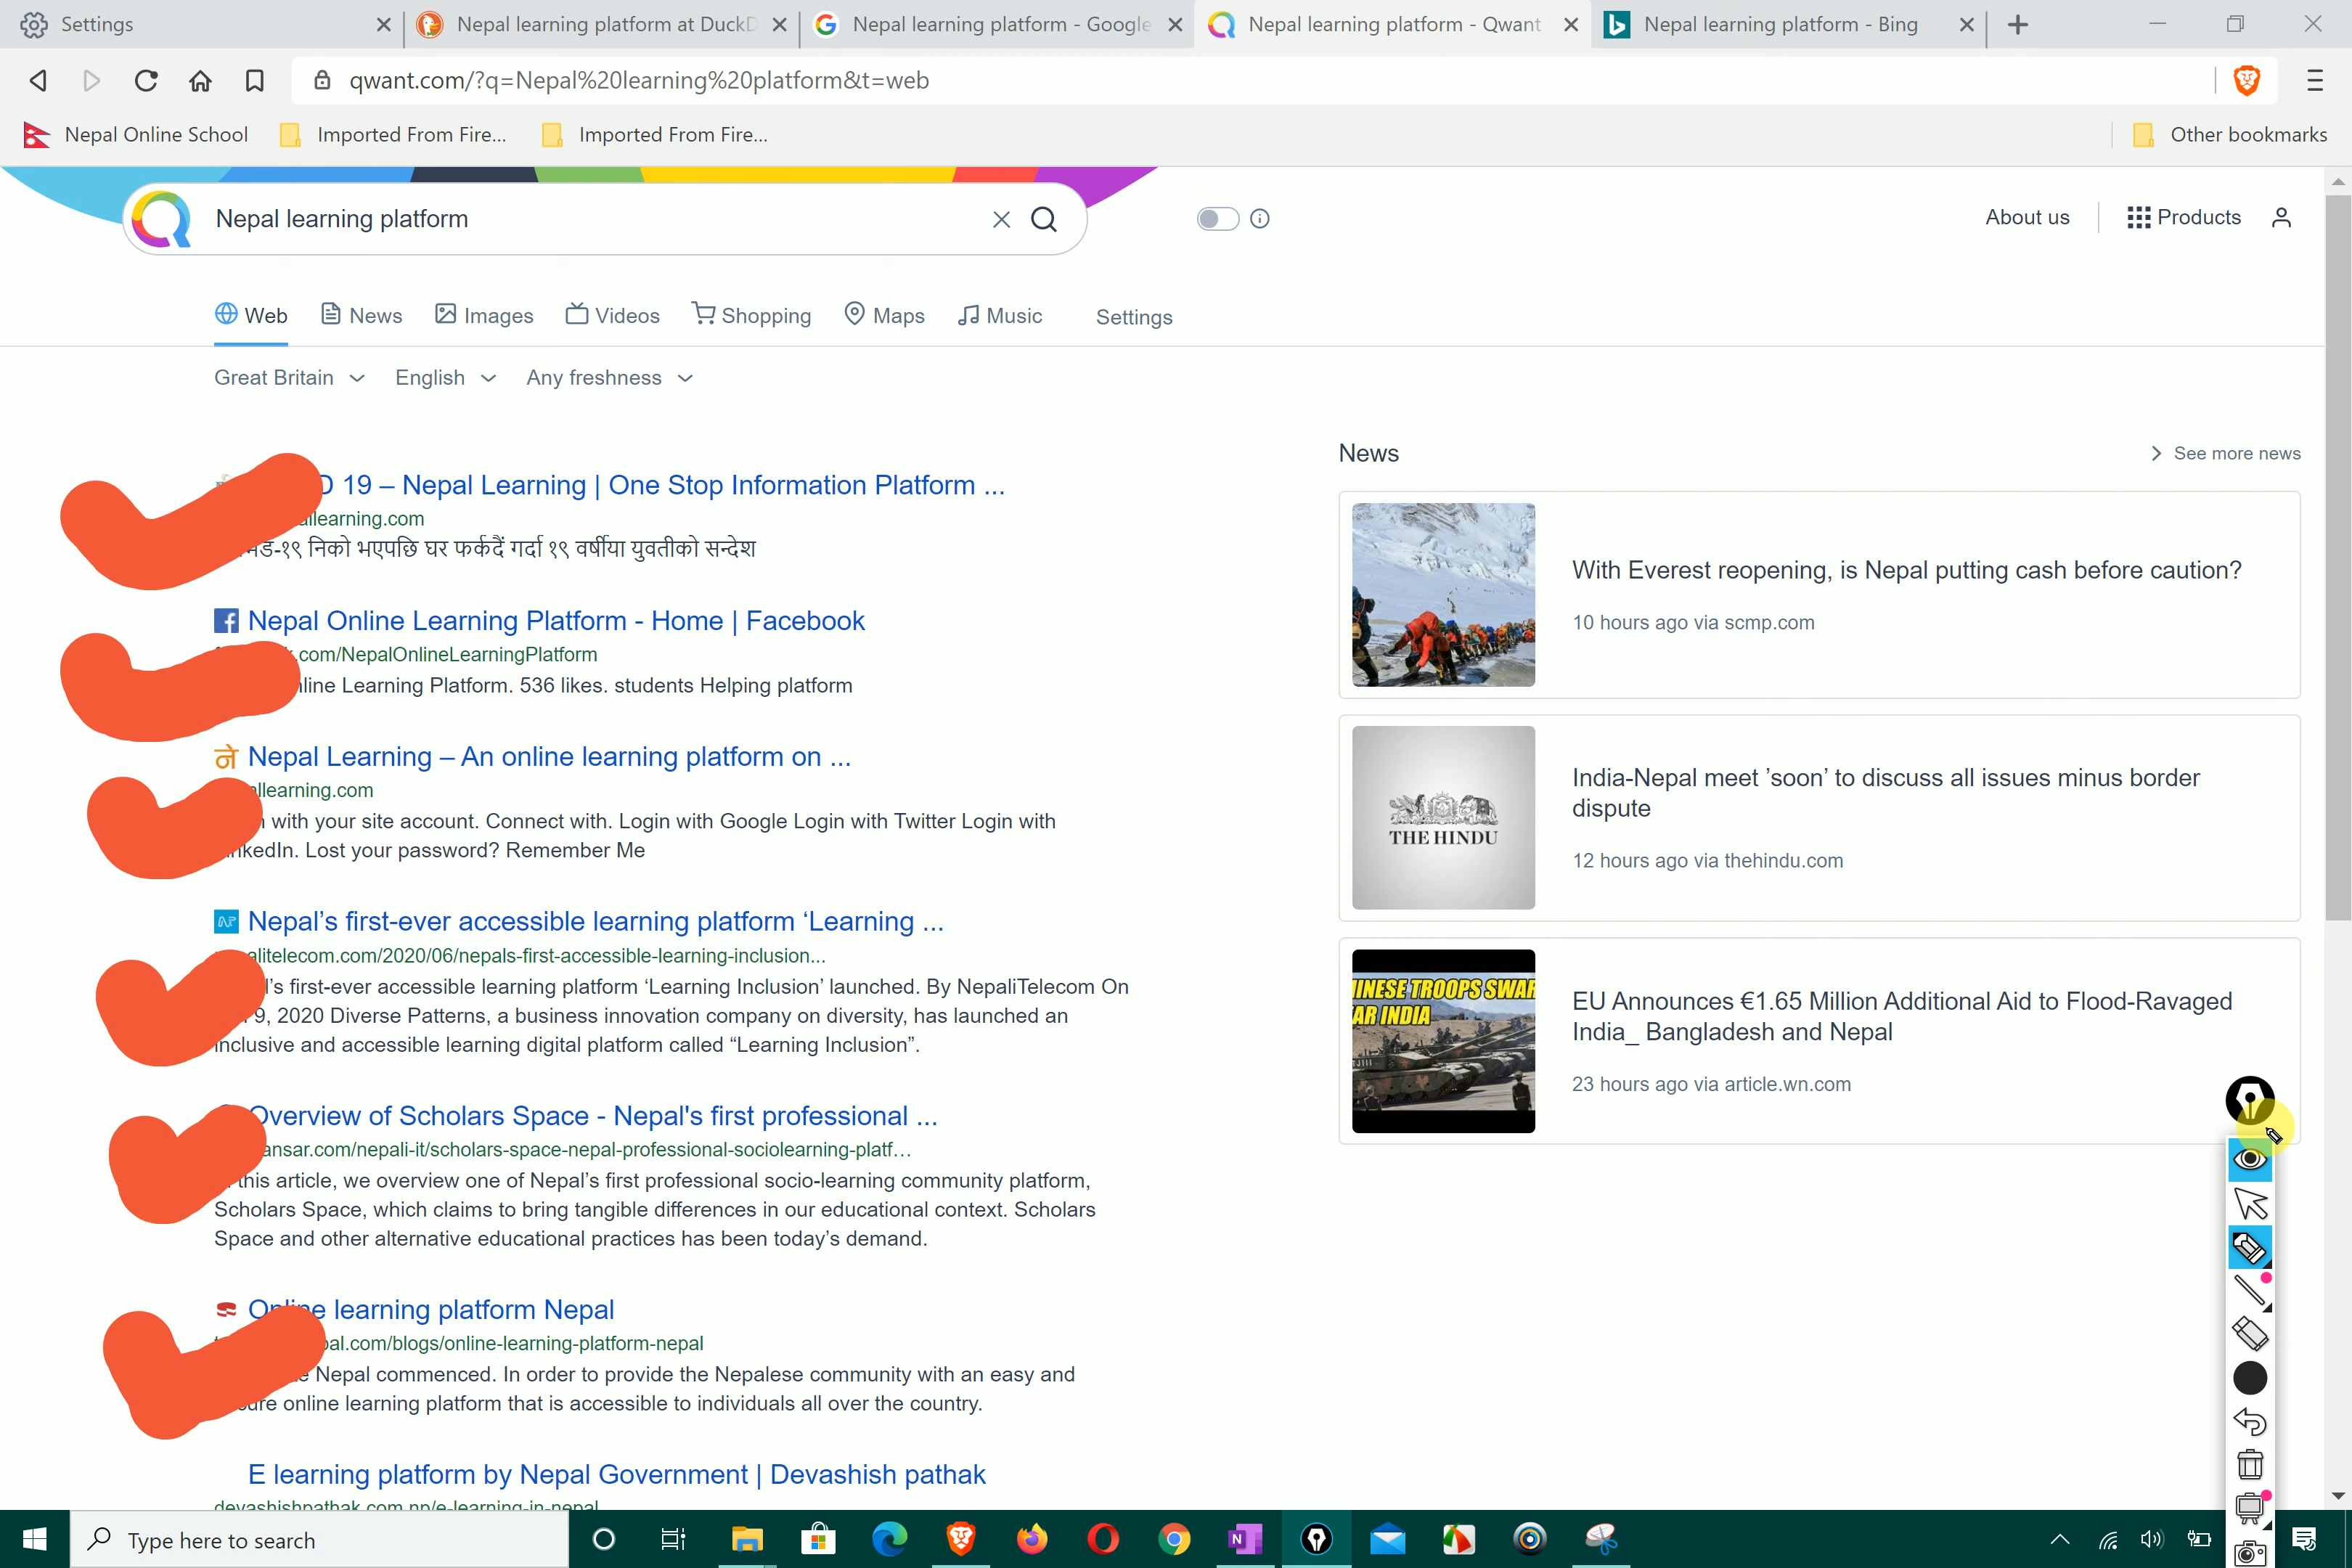 Settings
Nepal learning platform at DuckD
Nepal learning platform - Google
Nepal learning platform - Qwant
Nepal learning platform - Bing
qwant.com/?q=Nepal%20learning%20platform&t=web
Nepal Online School
Imported From Fire...
Imported From Fire...
Other bookmarks
Nepal learning platform
About us
Products
Web News Images Videos Shopping Maps Music Settings
Great Britain English Any freshness
D 19 – Nepal Learning | One Stop Information Platform ...
allearning.com
निको भएपछि घर फर्कदैं गर्दा १९ वर्षीया युवतीको सन्देश
Nepal Online Learning Platform - Home | Facebook
.com/NepalOnlineLearningPlatform
line Learning Platform. 536 likes. students Helping platform
ने Nepal Learning – An online learning platform on ...
allearning.com
with your site account. Connect with. Login with Google Login with Twitter Login with
nkedIn. Lost your password? Remember Me
Nepal’s first-ever accessible learning platform ‘Learning ...
alitelecom.com/2020/06/nepals-first-accessible-learning-inclusion...
l’s first-ever accessible learning platform ‘Learning Inclusion’ launched. By NepaliTelecom On
9, 2020 Diverse Patterns, a business innovation company on diversity, has launched an
inclusive and accessible learning digital platform called “Learning Inclusion”.
Overview of Scholars Space - Nepal's first professional ...
ansar.com/nepali-it/scholars-space-nepal-professional-sociolearning-platf...
this article, we overview one of Nepal’s first professional socio-learning community platform,
Scholars Space, which claims to bring tangible differences in our educational context. Scholars
Space and other alternative educational practices has been today’s demand.
Online learning platform Nepal
pal.com/blogs/online-learning-platform-nepal
Nepal commenced. In order to provide the Nepalese community with an easy and
online learning platform that is accessible to individuals all over the country.
E learning platform by Nepal Government | Devashish pathak
devashishpathak.com.np/e-learning-in-nepal
News
See more news
With Everest reopening, is Nepal putting cash before caution?
10 hours ago via scmp.com
THE HINDU
India-Nepal meet ’soon’ to discuss all issues minus border
dispute
12 hours ago via thehindu.com
INESE TROOPS SWAR
AR INDIA
EU Announces €1.65 Million Additional Aid to Flood-Ravaged
India_ Bangladesh and Nepal
23 hours ago via article.wn.com
Type here to search